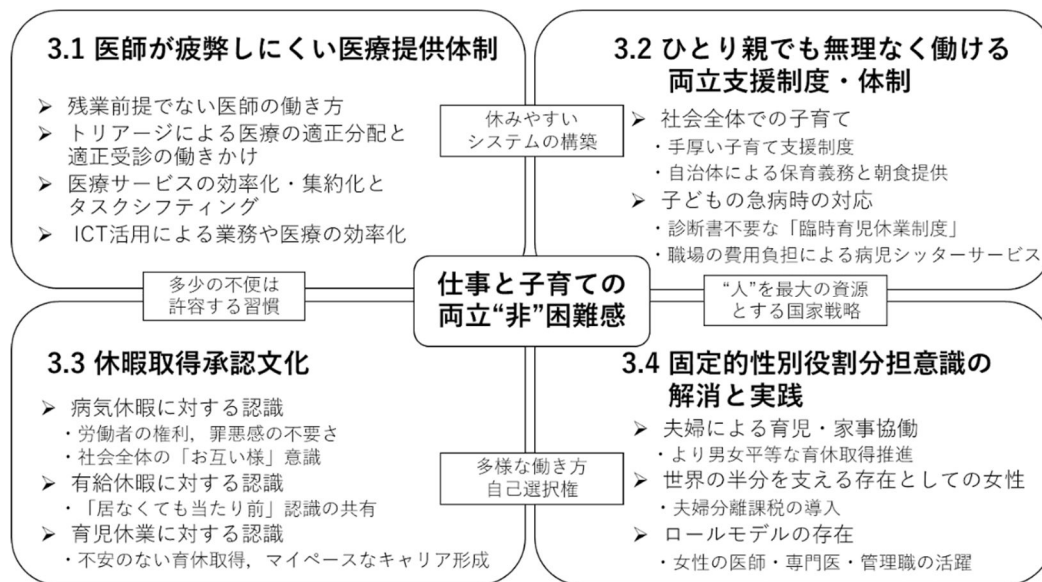 3.1 医師が疲弊しにくい医療提供体制
➤ 残業前提でない医師の働き方
➤ トリアージによる医療の適正分配と
適正受診の働きかけ
➤ 医療サービスの効率化・集約化と
タスクシフティング
➤ ICT活用による業務や医療の効率化
休みやすい
システムの構築
3.2 ひとり親でも無理なく働ける
両立支援制度・体制
➤ 社会全体での子育て
・手厚い子育て支援制度
・自治体による保育義務と朝食提供
➤ 子どもの急病時の対応
・診断書不要な「臨時育児休業制度」
・職場の費用負担による病児シッターサービス
多少の不便は
許容する習慣
仕事と子育ての
両立“非”困難感
“人”を最大の資源
とする国家戦略
3.3 休暇取得承認文化
➤ 病気休暇に対する認識
・労働者の権利，罪悪感の不要さ
・社会全体の「お互い様」意識
➤ 有給休暇に対する認識
・「居なくても当たり前」認識の共有
➤ 育児休業に対する認識
・不安のない育休取得，マイペースなキャリア形成
多様な働き方
自己選択権
3.4 固定的性別役割分担意識の
解消と実践
➤ 夫婦による育児・家事協働
・より男女平等な育休取得推進
➤ 世界の半分を支える存在としての女性
・夫婦分離課税の導入
➤ ロールモデルの存在
・女性の医師・専門医・管理職の活躍